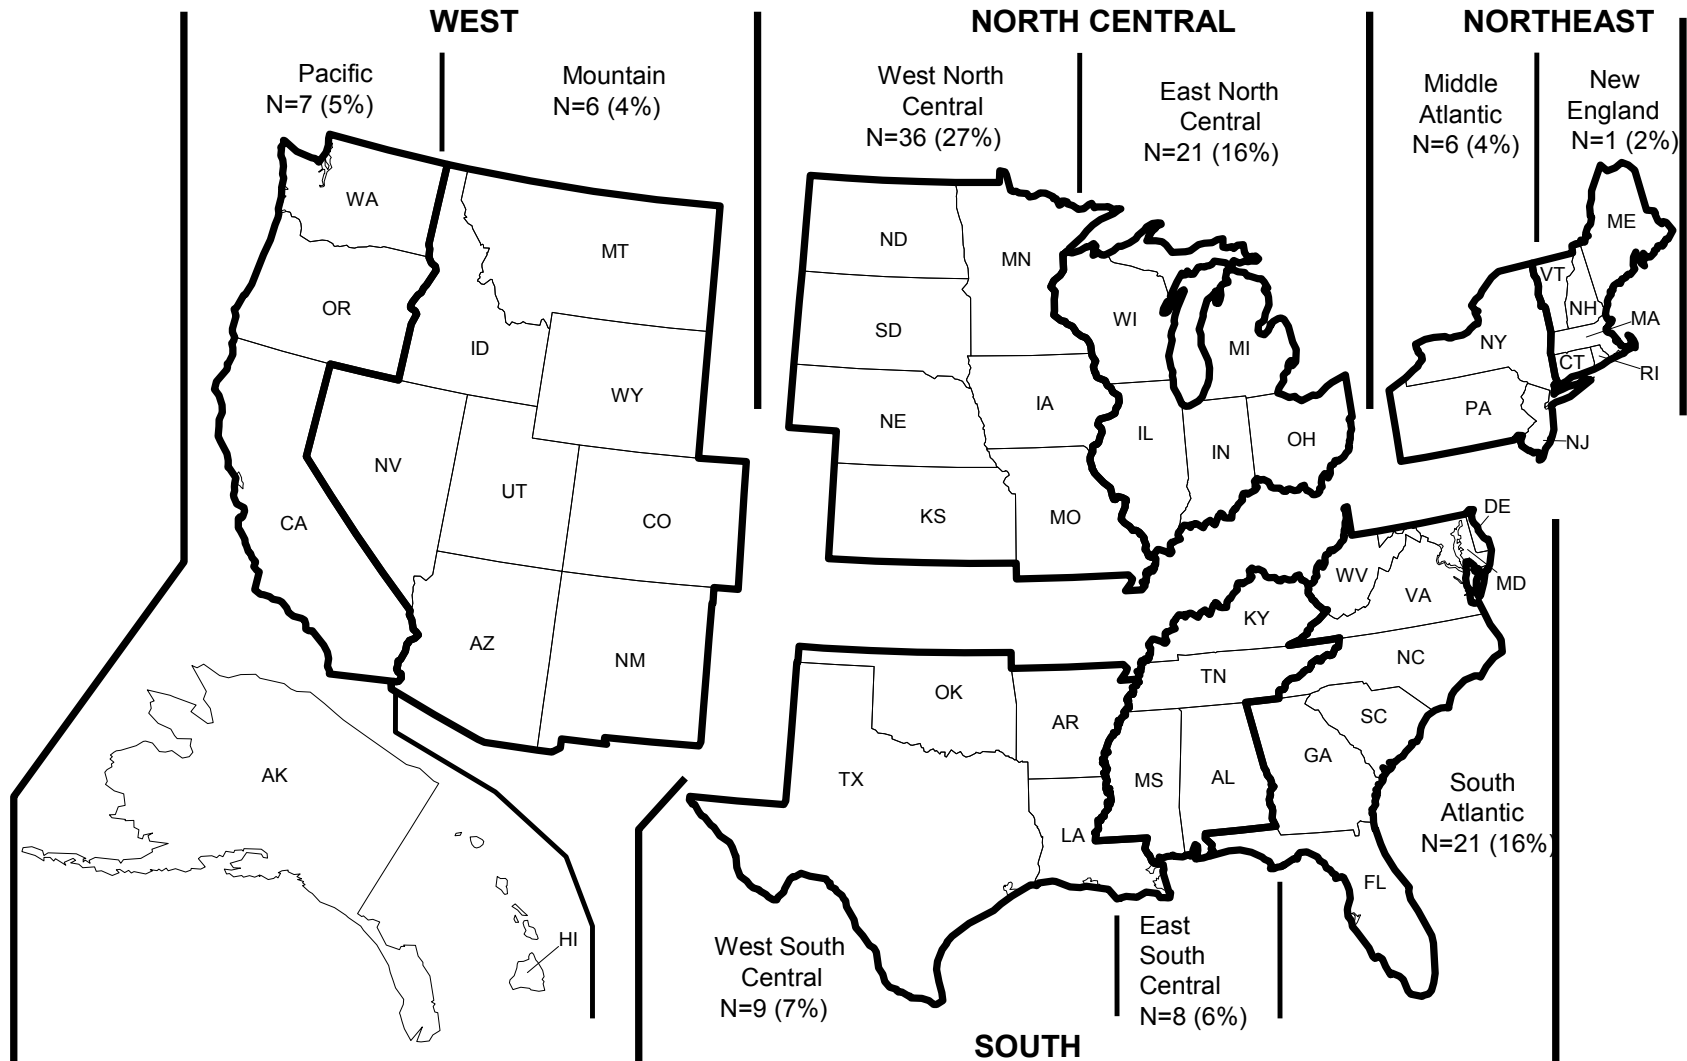 WEST
NORTH CENTRAL
NORTHEAST
Pacific
N=7 (5%)
Mountain
N=6 (4%)
West North
Central
N=36 (27%)
East North
Central
N=21 (16%)
Middle
Atlantic
N=6 (4%)
New
England
N=1 (2%)
WA
MT
OR
ID
WY
NV
UT
CO
CA
AZ
NM
AK
HI
ND
MN
SD
WI
MI
NE
IA
IL
IN
OH
KS
MO
ME
VT
NH
MA
NY
CT
RI
PA
NJ
DE
WV
MD
VA
KY
NC
TN
OK
AR
SC
TX
MS
AL
GA
LA
FL
South
Atlantic
N=21 (16%)
West South
Central
N=9 (7%)
East
South
Central
N=8 (6%)
SOUTH